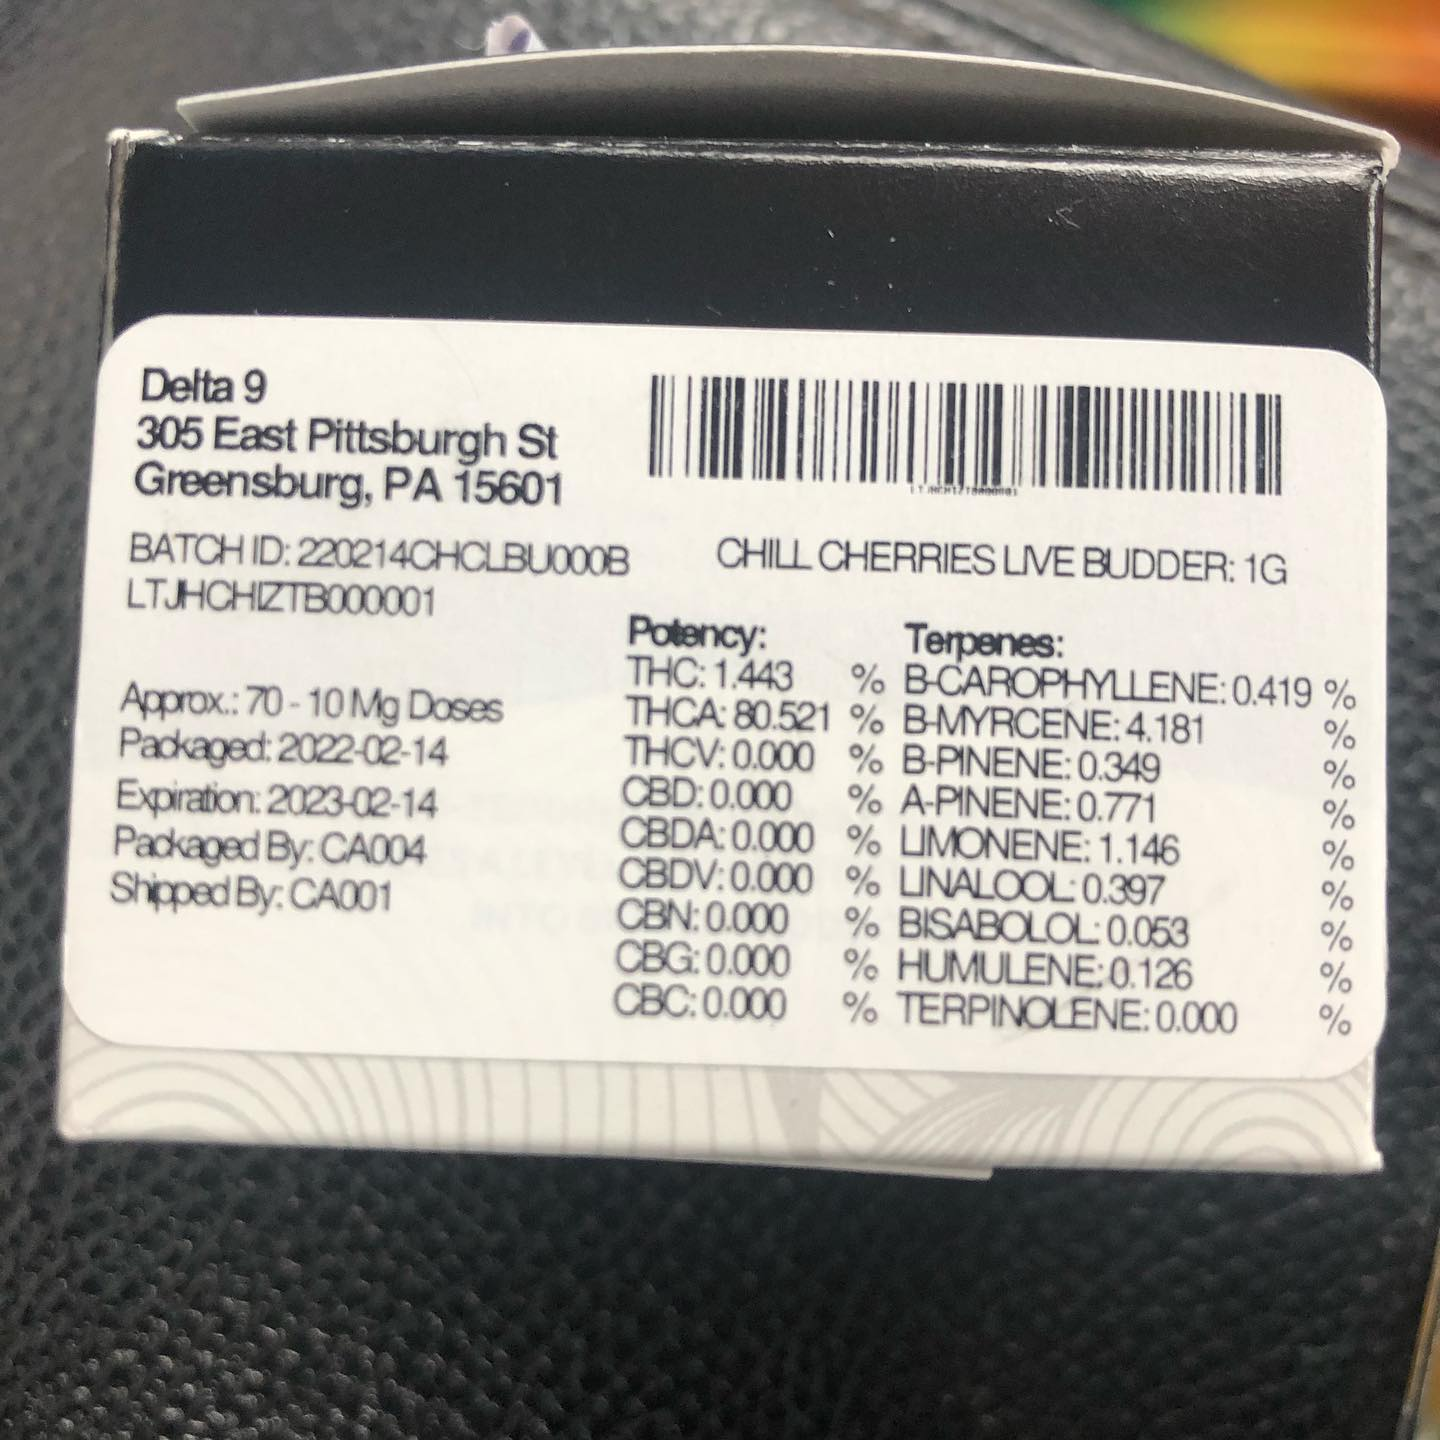 Delta 9
305 East Pittsburgh St
Greensburg, PA 15601
BATCH ID: 220214CHCLBU000B
LTJHCHIZTB000001
Approx.: 70 - 10 Mg Doses
Packaged: 2022-02-14
Expiration: 2023-02-14
Packaged By: CA004
Shipped By: CA001
LTJHCHIZTB000001
CHILL CHERRIES LIVE BUDDER: 1G
Potency:
THC: 1.443 %
THCA: 80.521 %
THCV: 0.000 %
CBD: 0.000 %
CBDA: 0.000 %
CBDV: 0.000 %
CBN: 0.000 %
CBG: 0.000 %
CBC: 0.000 %
Terpenes:
B-CAROPHYLLENE: 0.419 %
B-MYRCENE: 4.181 %
B-PINENE: 0.349 %
A-PINENE: 0.771 %
LIMONENE: 1.146 %
LINALOOL: 0.397 %
BISABOLOL: 0.053 %
HUMULENE: 0.126 %
TERPINOLENE: 0.000 %